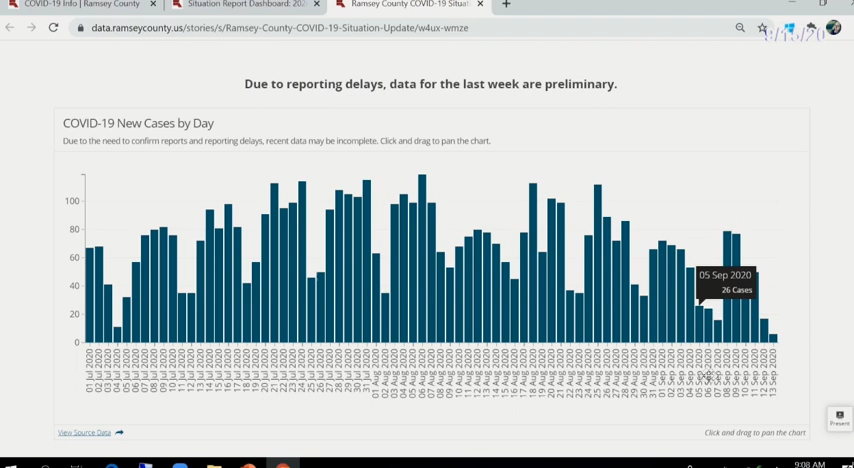 COVID-19 Info | Ramsey County
Situation Report Dashboard: 202
Ramsey County COVID-19 Situat
data.ramseycounty.us/stories/s/Ramsey-County-COVID-19-Situation-Update/w4ux-wmze
9/16/20
Due to reporting delays, data for the last week are preliminary.
COVID-19 New Cases by Day
Due to the need to confirm reports and reporting delays, recent data may be incomplete. Click and drag to pan the chart.
100
80
60
40
20
0
05 Sep 2020
26 Cases
01 Jul 2020
02 Jul 2020
03 Jul 2020
04 Jul 2020
05 Jul 2020
06 Jul 2020
07 Jul 2020
08 Jul 2020
09 Jul 2020
10 Jul 2020
11 Jul 2020
12 Jul 2020
13 Jul 2020
14 Jul 2020
15 Jul 2020
16 Jul 2020
17 Jul 2020
18 Jul 2020
19 Jul 2020
20 Jul 2020
21 Jul 2020
22 Jul 2020
23 Jul 2020
24 Jul 2020
25 Jul 2020
26 Jul 2020
27 Jul 2020
28 Jul 2020
29 Jul 2020
30 Jul 2020
31 Jul 2020
01 Aug 2020
02 Aug 2020
03 Aug 2020
04 Aug 2020
05 Aug 2020
06 Aug 2020
07 Aug 2020
08 Aug 2020
09 Aug 2020
10 Aug 2020
11 Aug 2020
12 Aug 2020
13 Aug 2020
14 Aug 2020
15 Aug 2020
16 Aug 2020
17 Aug 2020
18 Aug 2020
19 Aug 2020
20 Aug 2020
21 Aug 2020
22 Aug 2020
23 Aug 2020
24 Aug 2020
25 Aug 2020
26 Aug 2020
27 Aug 2020
28 Aug 2020
29 Aug 2020
30 Aug 2020
31 Aug 2020
01 Sep 2020
02 Sep 2020
03 Sep 2020
04 Sep 2020
05 Sep 2020
06 Sep 2020
07 Sep 2020
08 Sep 2020
09 Sep 2020
10 Sep 2020
11 Sep 2020
12 Sep 2020
13 Sep 2020
Present
View Source Data
Click and drag to pan the chart
9:08 AM